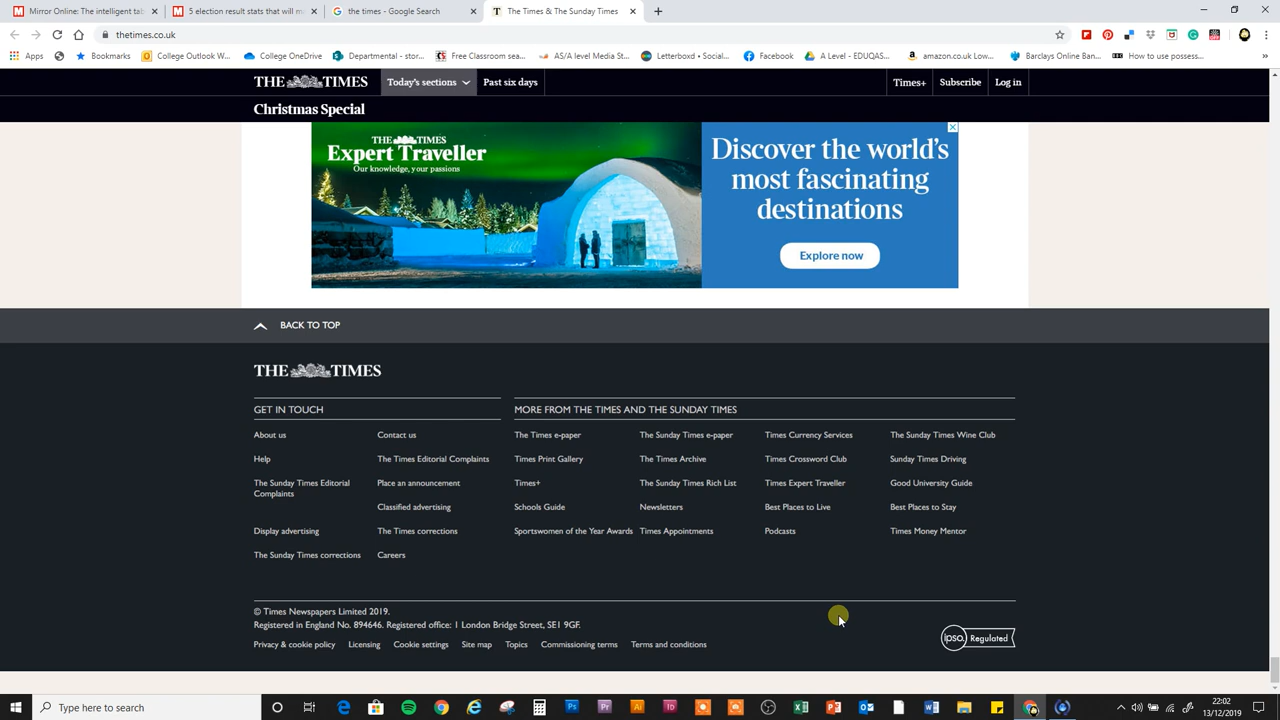 Mirror Online: The intelligent tab
5 election result stats that will m
the times - Google Search
The Times & The Sunday Times
thetimes.co.uk
Apps
Bookmarks
College Outlook W...
College OneDrive
Departmental - stor...
Free Classroom sea...
AS/A level Media St...
Letterboxd • Social...
Facebook
A Level - EDUQAS...
amazon.co.uk Low...
Barclays Online Ban...
How to use possess...
THE TIMES
Today's sections
Past six days
Times+
Subscribe
Log in
Christmas Special
THE TIMES
Expert Traveller
Our knowledge, your passions
Discover the world's
most fascinating
destinations
Explore now
BACK TO TOP
THE TIMES
GET IN TOUCH
About us
Contact us
Help
The Times Editorial Complaints
The Sunday Times Editorial
Complaints
Place an announcement
Classified advertising
Display advertising
The Times corrections
The Sunday Times corrections
Careers
MORE FROM THE TIMES AND THE SUNDAY TIMES
The Times e-paper
The Sunday Times e-paper
Times Currency Services
The Sunday Times Wine Club
Times Print Gallery
The Times Archive
Times Crossword Club
Sunday Times Driving
Times+
The Sunday Times Rich List
Times Expert Traveller
Good University Guide
Schools Guide
Newsletters
Best Places to Live
Best Places to Stay
Sportswomen of the Year Awards
Times Appointments
Podcasts
Times Money Mentor
© Times Newspapers Limited 2019.
Registered in England No. 894646. Registered office: 1 London Bridge Street, SE1 9GF.
Privacy & cookie policy
Licensing
Cookie settings
Site map
Topics
Commissioning terms
Terms and conditions
ipso. Regulated
Type here to search
22:02
13/12/2019